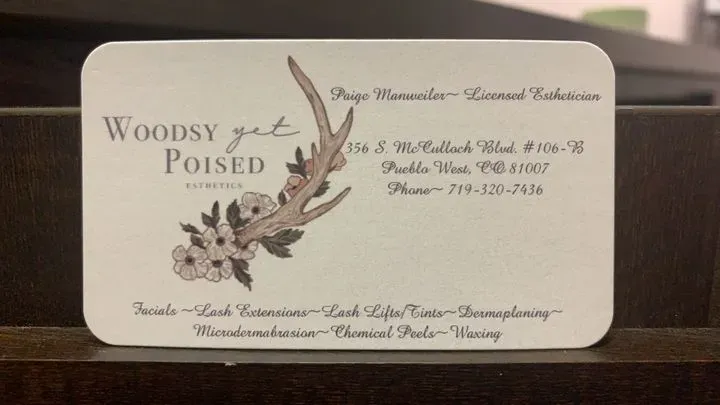 WOODSY yet
POISED
ESTHETICS
Paige Manweiler~ Licensed Esthetician
356 S. McCulloch Blvd. #106-B
Pueblo West, CO 81007
Phone~ 719-320-7436
Facials ~Lash Extensions~Lash Lifts/Tints~Dermaplaning~
Microdermabrasion~Chemical Peels~Waxing